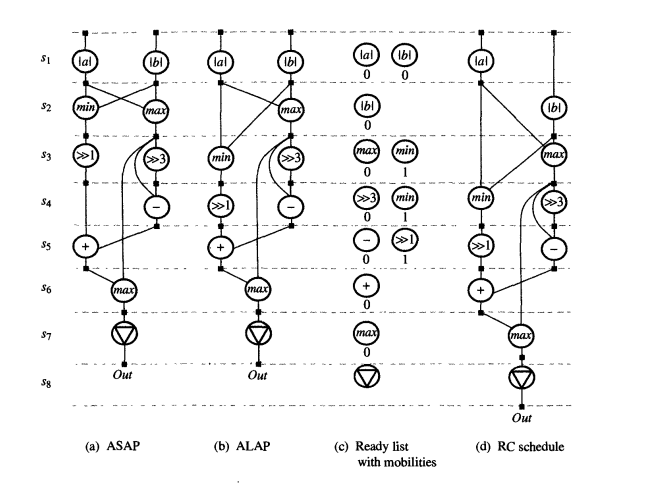 s1 |a| |b| |a| |b| |a| |b| |a|
0 0
s2 min max max |b| |b|
0
s3 >>1 >>3 min >>3 max min max
0 1
s4 - >>1 - >>3 min min >>3
0 1
s5 + + - >>1 >>1 -
0 1
s6 max max + +
0
s7 max max
0
Out Out
s8
Out
(a) ASAP (b) ALAP (c) Ready list (d) RC schedule
with mobilities